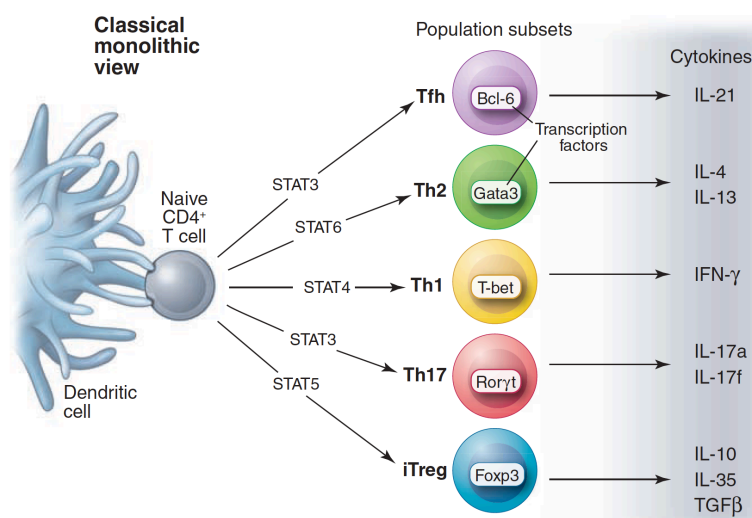 Classical
monolithic
view
Population subsets
Cytokines
Tfh
Bcl-6
IL-21
Transcription
factors
STAT3
Naive
CD4+
T cell
STAT6
Th2
Gata3
IL-4
IL-13
STAT4
Th1
T-bet
IFN-γ
STAT3
Th17
Rorγt
IL-17a
IL-17f
STAT5
Dendritic
cell
iTreg
Foxp3
IL-10
IL-35
TGFβ